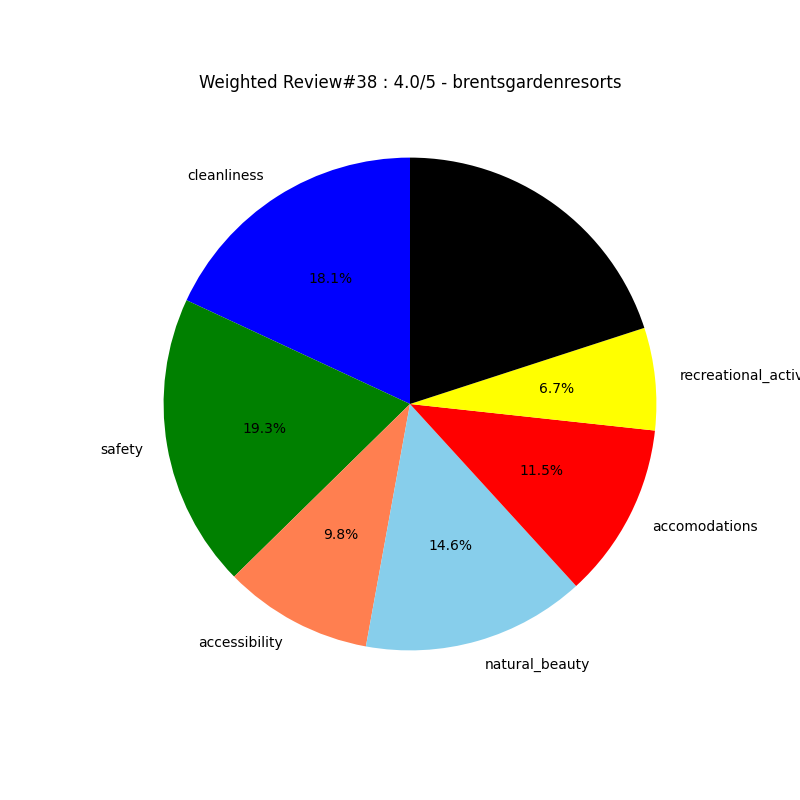 Weighted Review#38 : 4.0/5 - brentsgardenresorts
cleanliness
18.1%
recreational_activ
6.7%
safety
19.3%
11.5%
accomodations
9.8%
14.6%
accessibility
natural_beauty